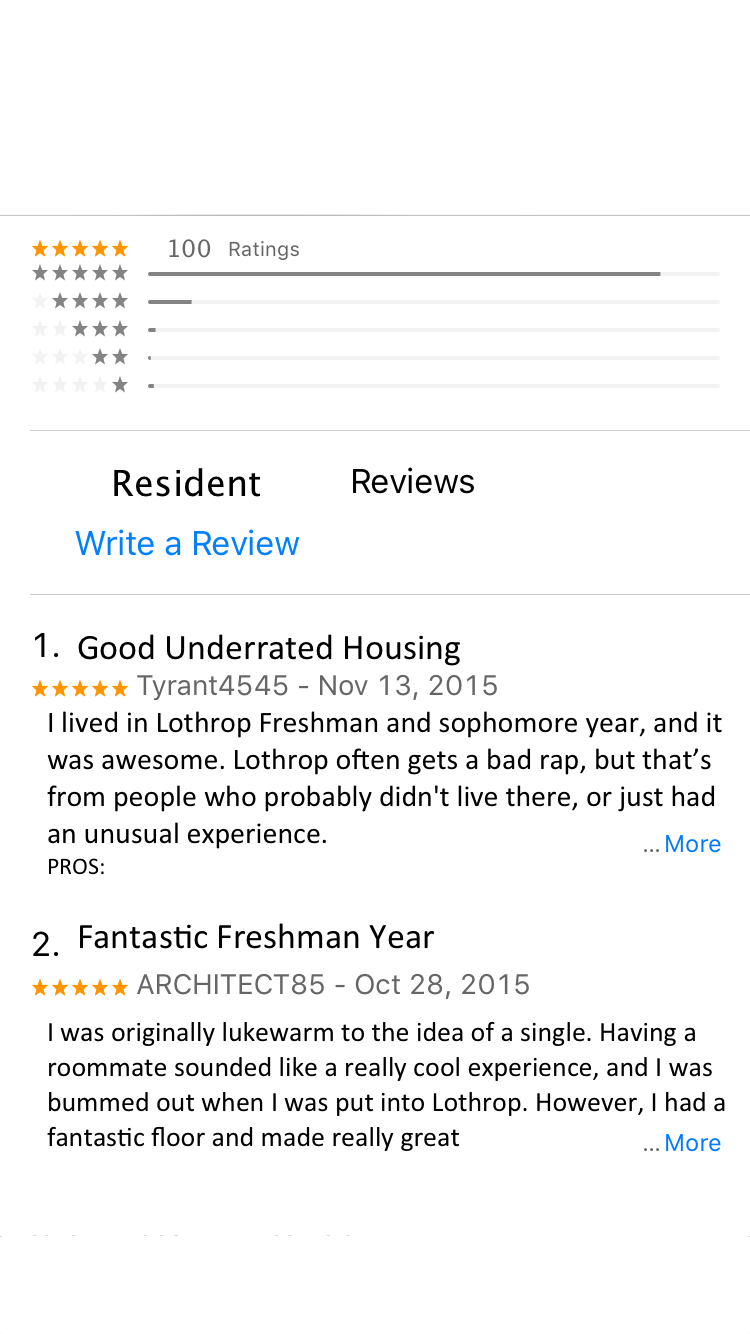 100 Ratings
Resident Reviews
Write a Review
1. Good Underrated Housing
Tyrant4545 - Nov 13, 2015
I lived in Lothrop Freshman and sophomore year, and it
was awesome. Lothrop often gets a bad rap, but that’s
from people who probably didn't live there, or just had
an unusual experience.
... More
PROS:
2. Fantastic Freshman Year
ARCHITECT85 - Oct 28, 2015
I was originally lukewarm to the idea of a single. Having a
roommate sounded like a really cool experience, and I was
bummed out when I was put into Lothrop. However, I had a
fantastic floor and made really great
... More